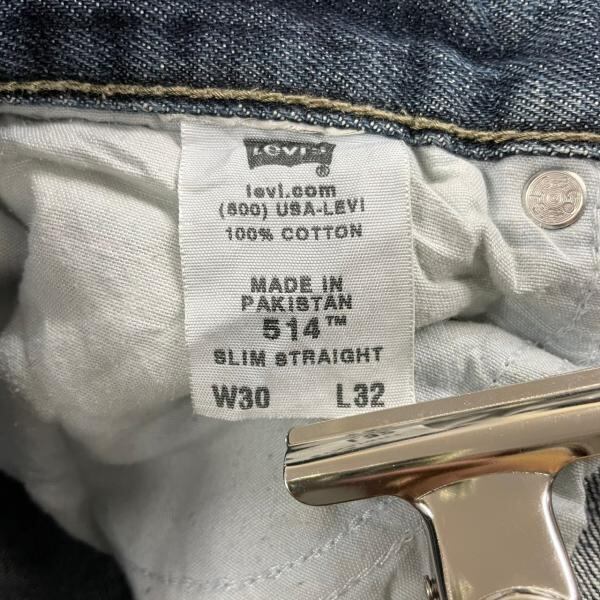 Levi's
®
levi.com
(800) USA-LEVI
100% COTTON
MADE IN
PAKISTAN
514™
SLIM STRAIGHT
W30 L32